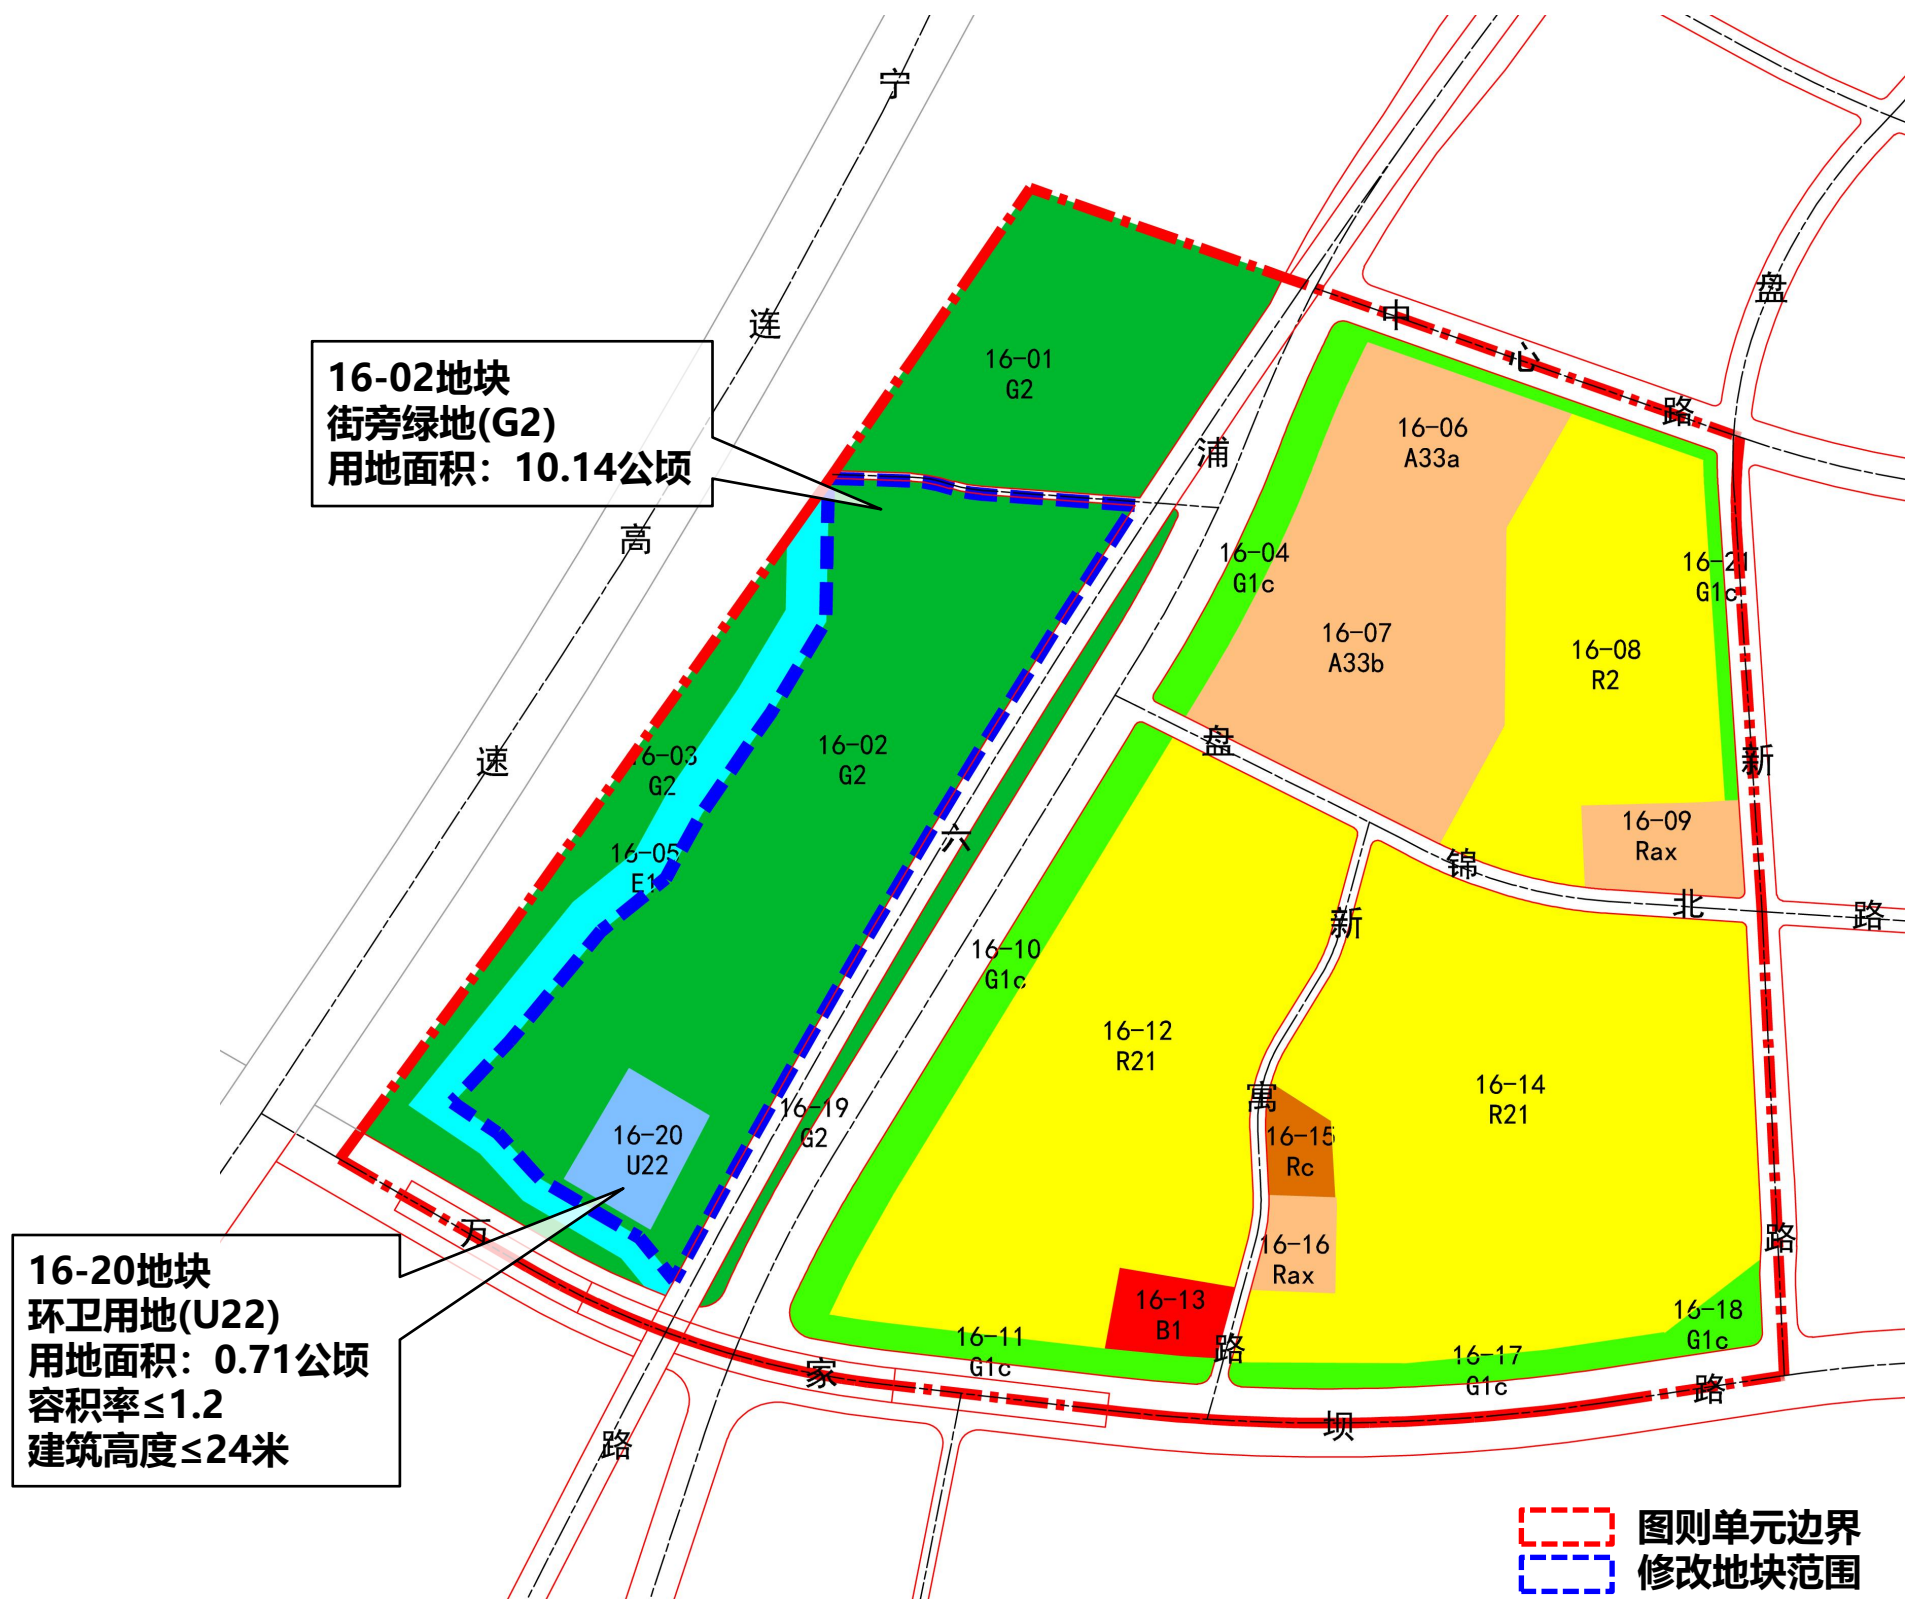 宁
连
高
速
16-02地块
街旁绿地(G2)
用地面积：10.14公顷
16-01
G2
浦
六
路
中
心
路
盘
新
路
16-06
A33a
16-04
G1c
16-21
G1c
16-07
A33b
16-08
R2
16-03
G2
16-02
G2
盘
锦
北
路
16-09
Rax
16-05
E1
新
寓
路
16-10
G1c
16-12
R21
16-14
R21
16-19
G2
16-20
U22
16-15
Rc
16-16
Rax
16-13
B1
16-11
G1c
16-17
G1c
16-18
G1c
万
家
坝
路
16-20地块
环卫用地(U22)
用地面积：0.71公顷
容积率≤1.2
建筑高度≤24米
图则单元边界
修改地块范围